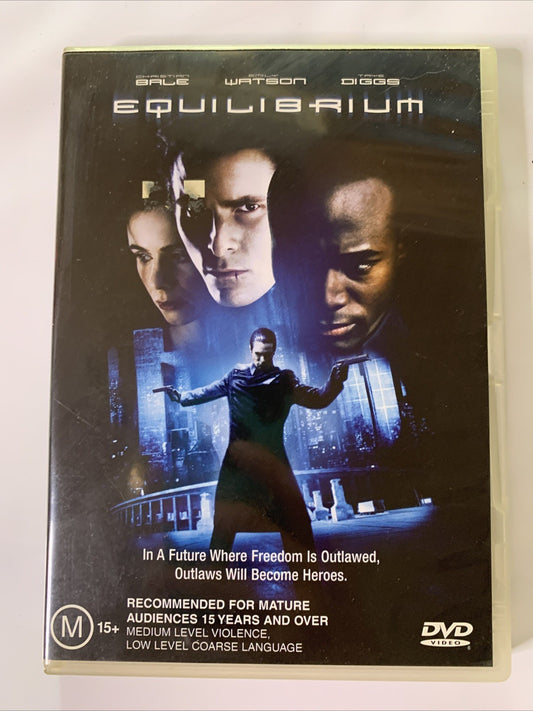 CHRISTIAN EMILY TAYE
BALE WATSON DIGGS
EQUILIBRIUM
In A Future Where Freedom Is Outlawed,
Outlaws Will Become Heroes.
M 15+
RECOMMENDED FOR MATURE
AUDIENCES 15 YEARS AND OVER
MEDIUM LEVEL VIOLENCE,
LOW LEVEL COARSE LANGUAGE
DVD
VIDEO